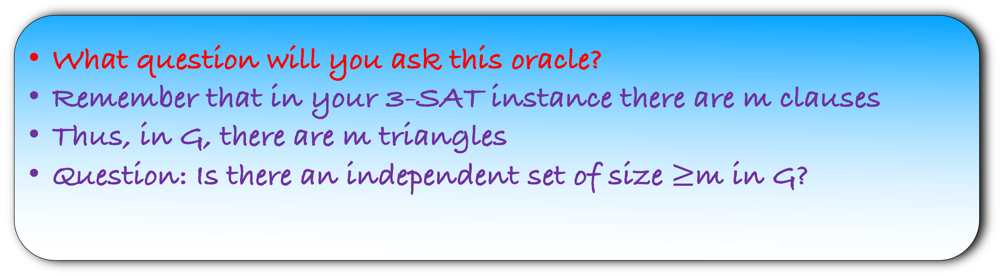 • What question will you ask this oracle?
• Remember that in your 3-SAT instance there are m clauses
• Thus, in G, there are m triangles
• Question: Is there an independent set of size ≥m in G?